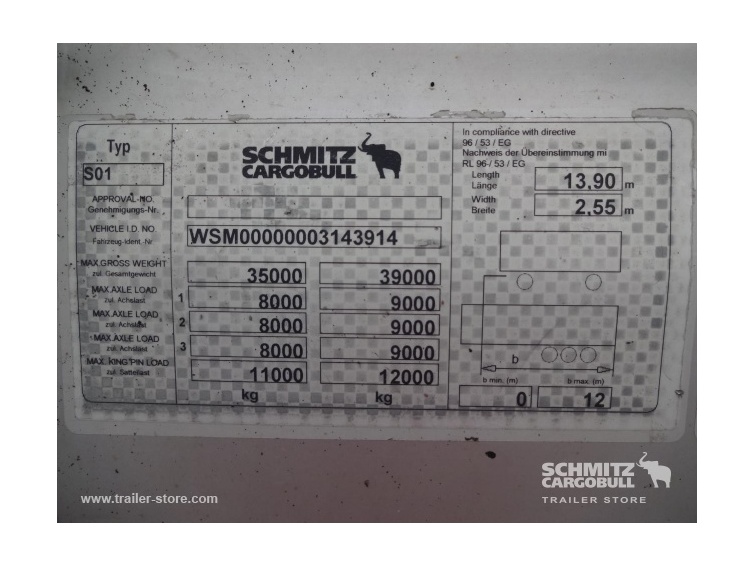 Typ
S01
APPROVAL-NO.
Genehmigungs-Nr.
VEHICLE I.D. NO.
Fahrzeug-Ident.-Nr
WSM00000003143914
MAX.GROSS WEIGHT
zul. Gesamtgewicht
35000 39000
MAX.AXLE LOAD
zul. Achslast
1 8000 9000
MAX.AXLE LOAD
zul. Achslast
2 8000 9000
MAX.AXLE LOAD
zul. Achslast
3 8000 9000
MAX. KING PIN LOAD
zul. Sattellast
11000 12000
kg kg
SCHMITZ
CARGOBULL
In compliance with directive
96 / 53 / EG
Nachweis der Übereinstimmung mi
RL 96 / 53 / EG
Length
Länge
13,90 m
Width
Breite
2,55 m
b
b min. (m) b max. (m)
0 12
www.trailer-store.com
SCHMITZ
CARGOBULL
TRAILER STORE